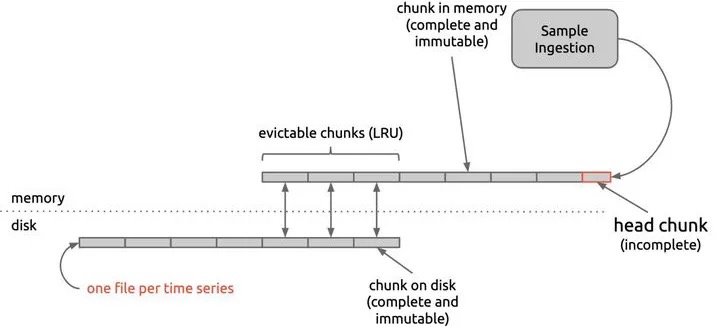 chunk in memory
(complete and
immutable)
Sample
Ingestion
evictable chunks (LRU)
memory
disk
head chunk
(incomplete)
one file per time series
chunk on disk
(complete and
immutable)